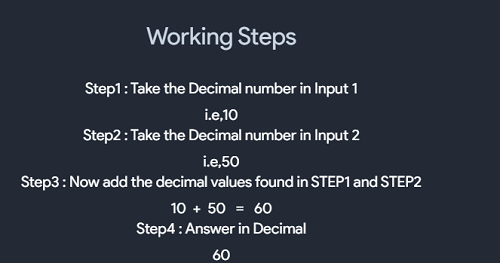 Working Steps
Step1 : Take the Decimal number in Input 1
i.e,10
Step2 : Take the Decimal number in Input 2
i.e,50
Step3 : Now add the decimal values found in STEP1 and STEP2
10 + 50 = 60
Step4 : Answer in Decimal
60